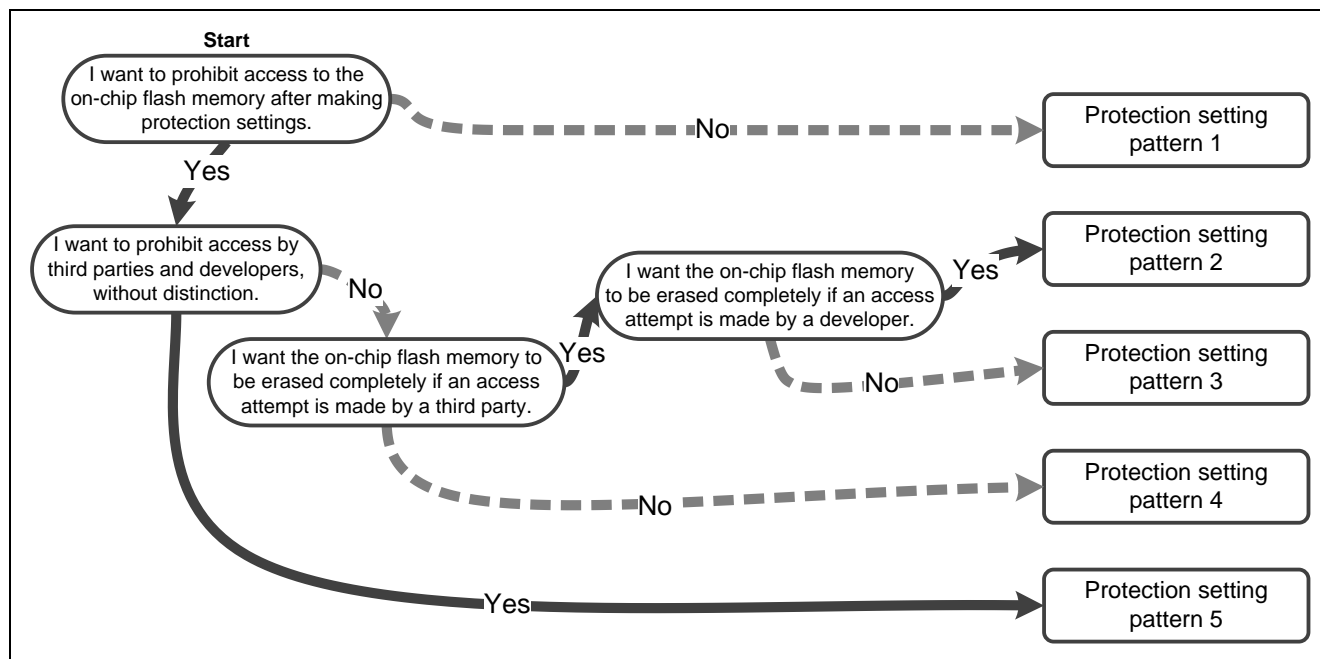 Start
I want to prohibit access to the
on-chip flash memory after making
protection settings.
No
Protection setting
pattern 1
Yes
I want to prohibit access by
third parties and developers,
without distinction.
No
I want the on-chip flash memory
to be erased completely if an access
attempt is made by a developer.
Yes
Protection setting
pattern 2
I want the on-chip flash memory to
be erased completely if an access
attempt is made by a third party.
Yes
No
Protection setting
pattern 3
No
Protection setting
pattern 4
Yes
Protection setting
pattern 5